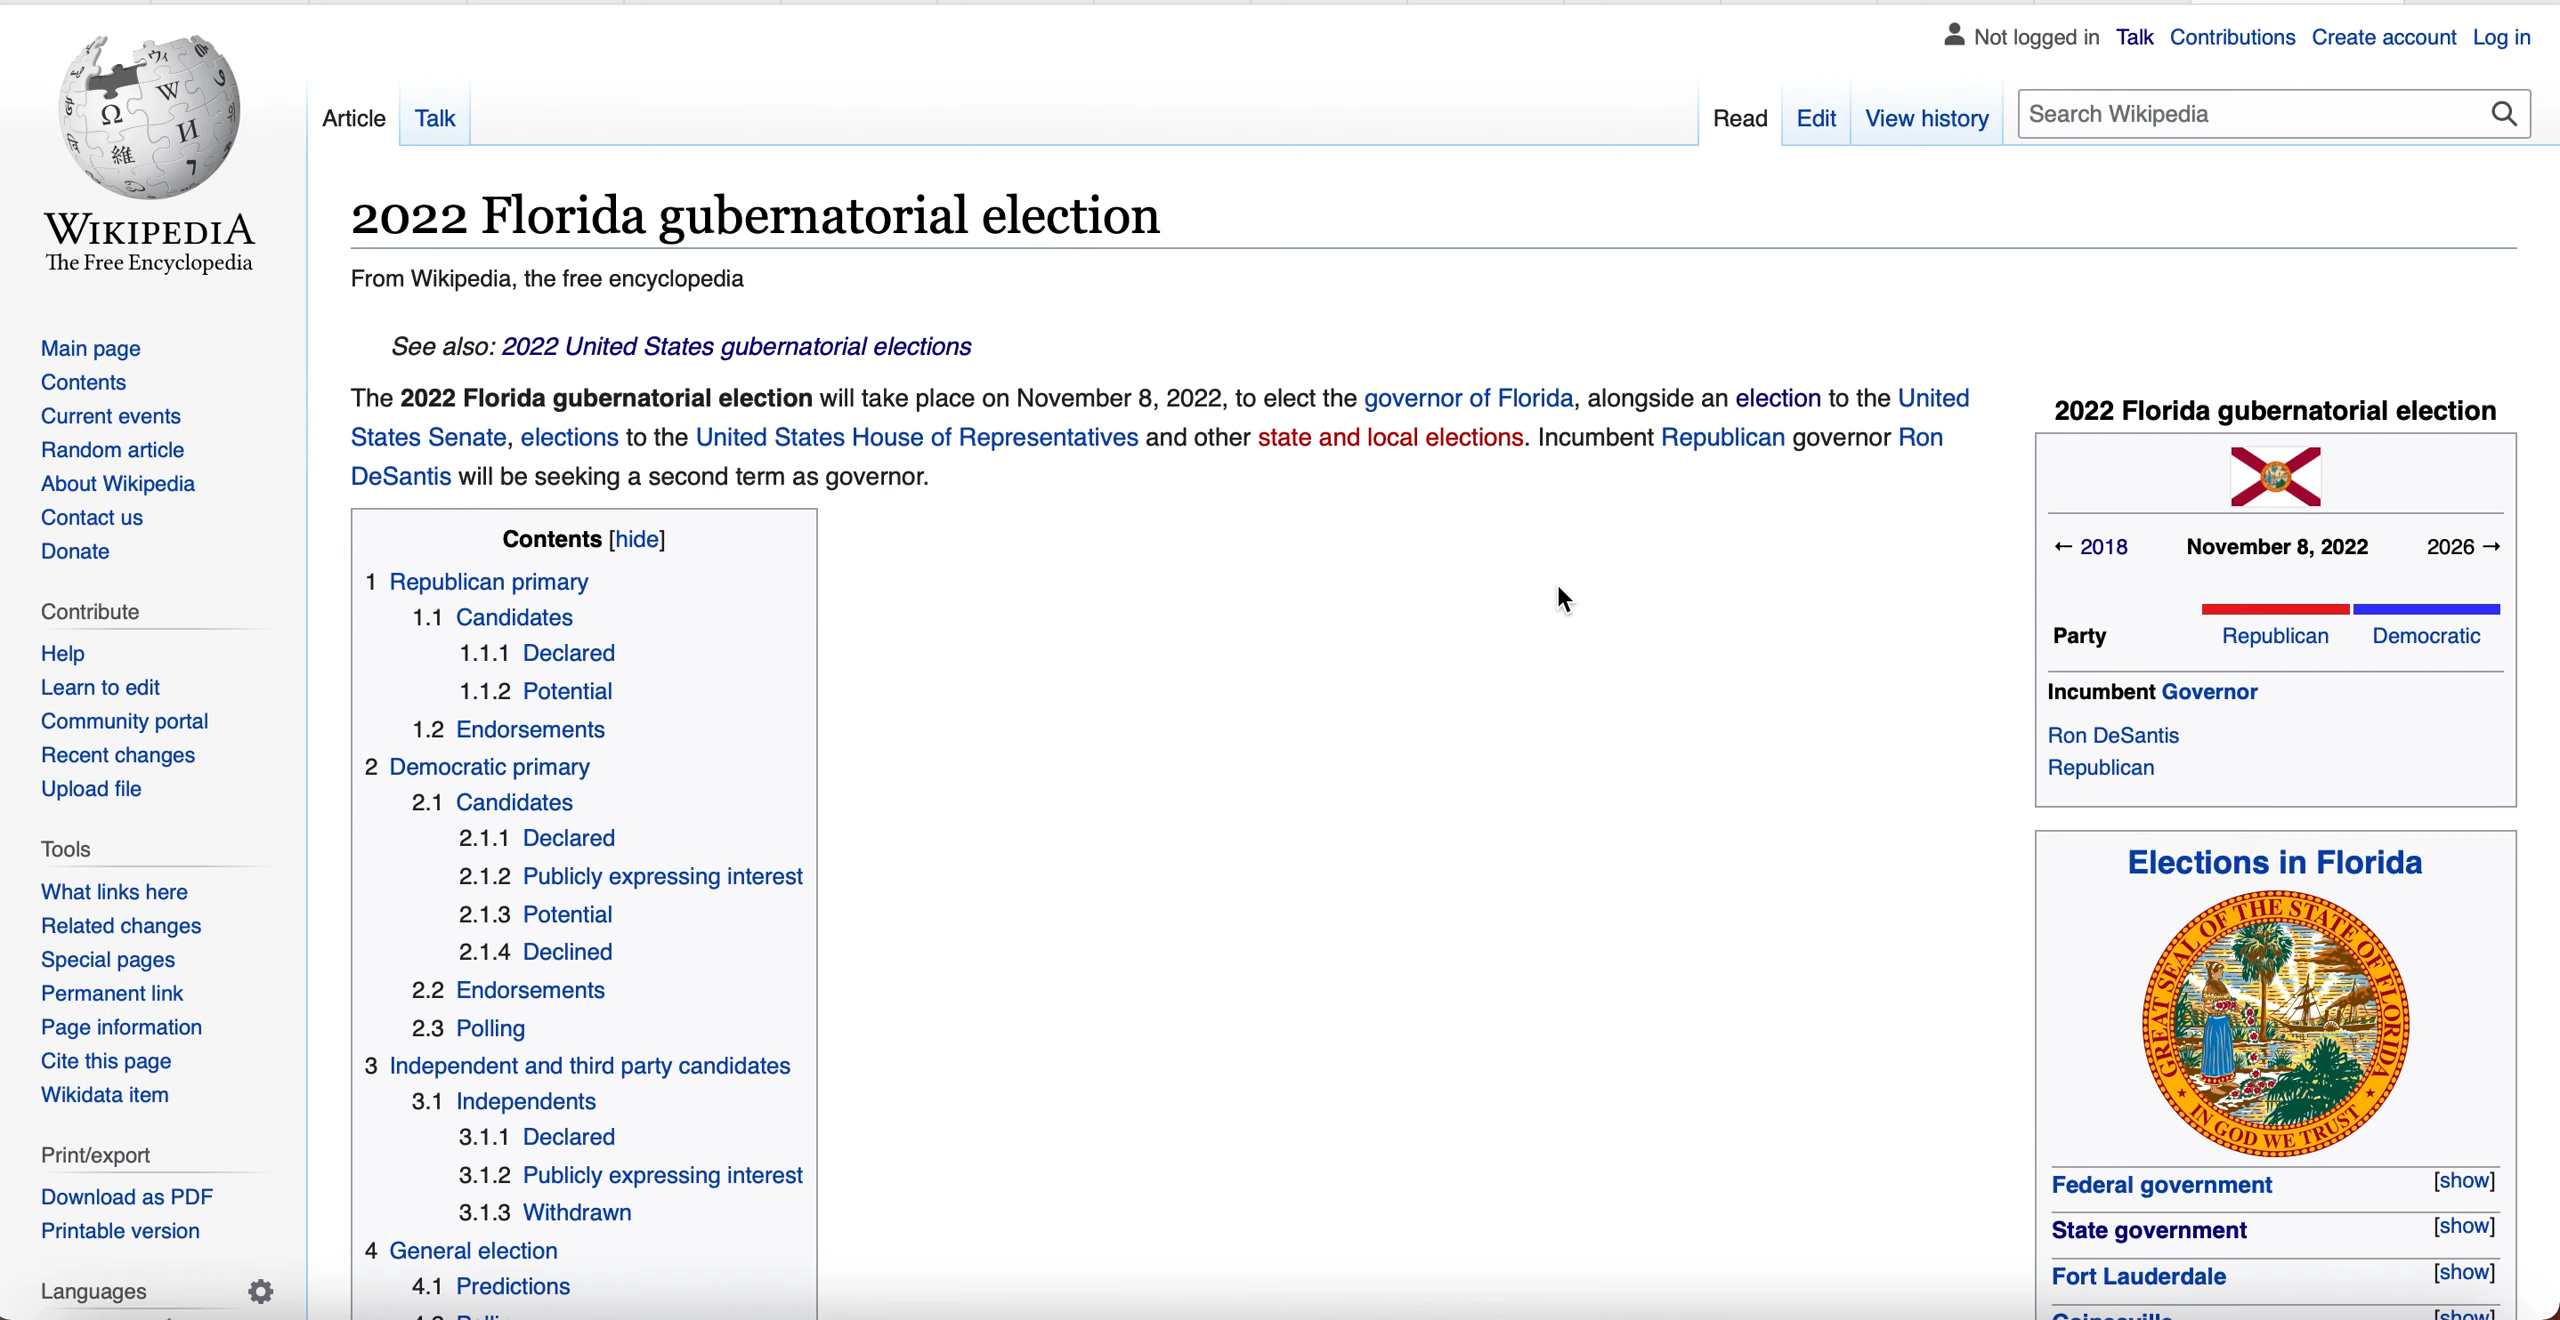 Not logged in Talk Contributions Create account Log in
Article Talk Read Edit View history Search Wikipedia
WIKIPEDIA
The Free Encyclopedia
Main page
Contents
Current events
Random article
About Wikipedia
Contact us
Donate
Contribute
Help
Learn to edit
Community portal
Recent changes
Upload file
Tools
What links here
Related changes
Special pages
Permanent link
Page information
Cite this page
Wikidata item
Print/export
Download as PDF
Printable version
Languages
2022 Florida gubernatorial election
From Wikipedia, the free encyclopedia
See also: 2022 United States gubernatorial elections
The 2022 Florida gubernatorial election will take place on November 8, 2022, to elect the governor of Florida, alongside an election to the United
States Senate, elections to the United States House of Representatives and other state and local elections. Incumbent Republican governor Ron
DeSantis will be seeking a second term as governor.
Contents [hide]
1 Republican primary
1.1 Candidates
1.1.1 Declared
1.1.2 Potential
1.2 Endorsements
2 Democratic primary
2.1 Candidates
2.1.1 Declared
2.1.2 Publicly expressing interest
2.1.3 Potential
2.1.4 Declined
2.2 Endorsements
2.3 Polling
3 Independent and third party candidates
3.1 Independents
3.1.1 Declared
3.1.2 Publicly expressing interest
3.1.3 Withdrawn
4 General election
4.1 Predictions
2022 Florida gubernatorial election
← 2018 November 8, 2022 2026 →
Party Republican Democratic
Incumbent Governor
Ron DeSantis
Republican
Elections in Florida
GREAT SEAL OF THE STATE OF FLORIDA
IN GOD WE TRUST
Federal government [show]
State government [show]
Fort Lauderdale [show]